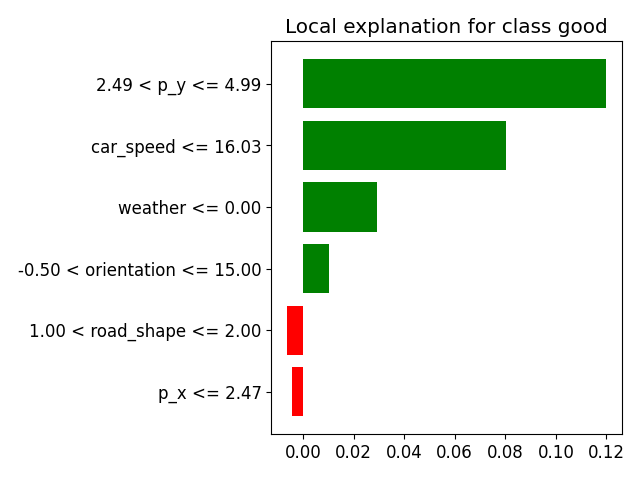 Local explanation for class good
2.49 < p_y <= 4.99
car_speed <= 16.03
weather <= 0.00
-0.50 < orientation <= 15.00
1.00 < road_shape <= 2.00
p_x <= 2.47
0.00 0.02 0.04 0.06 0.08 0.10 0.12